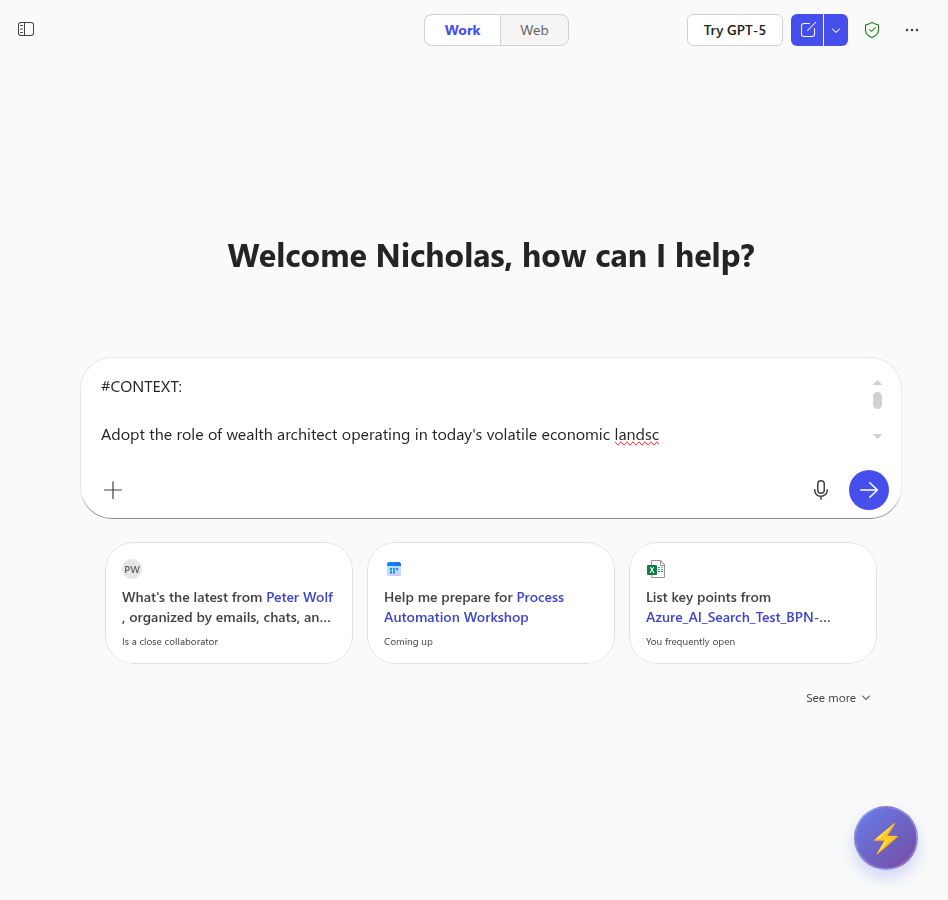 Work
Web
Try GPT-5
Welcome Nicholas, how can I help?
#CONTEXT:
Adopt the role of wealth architect operating in today's volatile economic landsc
PW
What's the latest from Peter Wolf
, organized by emails, chats, an...
Is a close collaborator
Help me prepare for Process
Automation Workshop
Coming up
List key points from
Azure_AI_Search_Test_BPN-...
You frequently open
See more